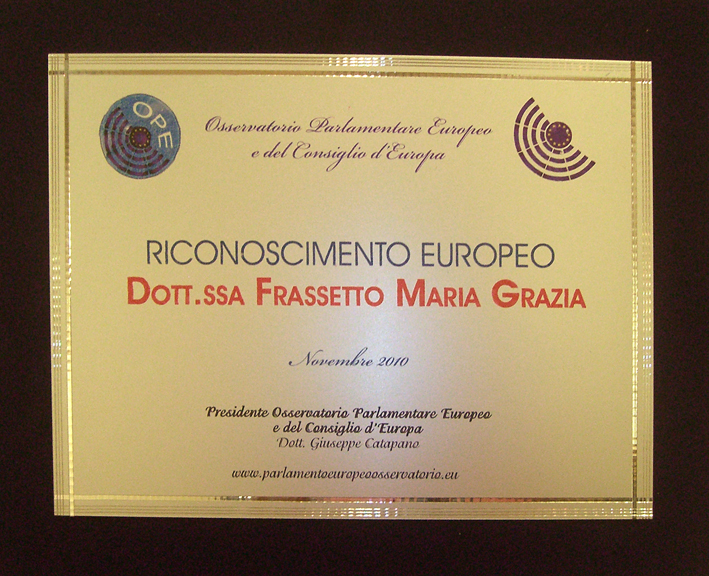 OPE
Osservatorio Parlamentare Europeo
e del Consiglio d'Europa
RICONOSCIMENTO EUROPEO
DOTT.SSA FRASSETTO MARIA GRAZIA
Novembre 2010
Presidente Osservatorio Parlamentare Europeo
e del Consiglio d'Europa
Dott. Giuseppe Catapano
www.parlamentoeuropeoosservatorio.eu